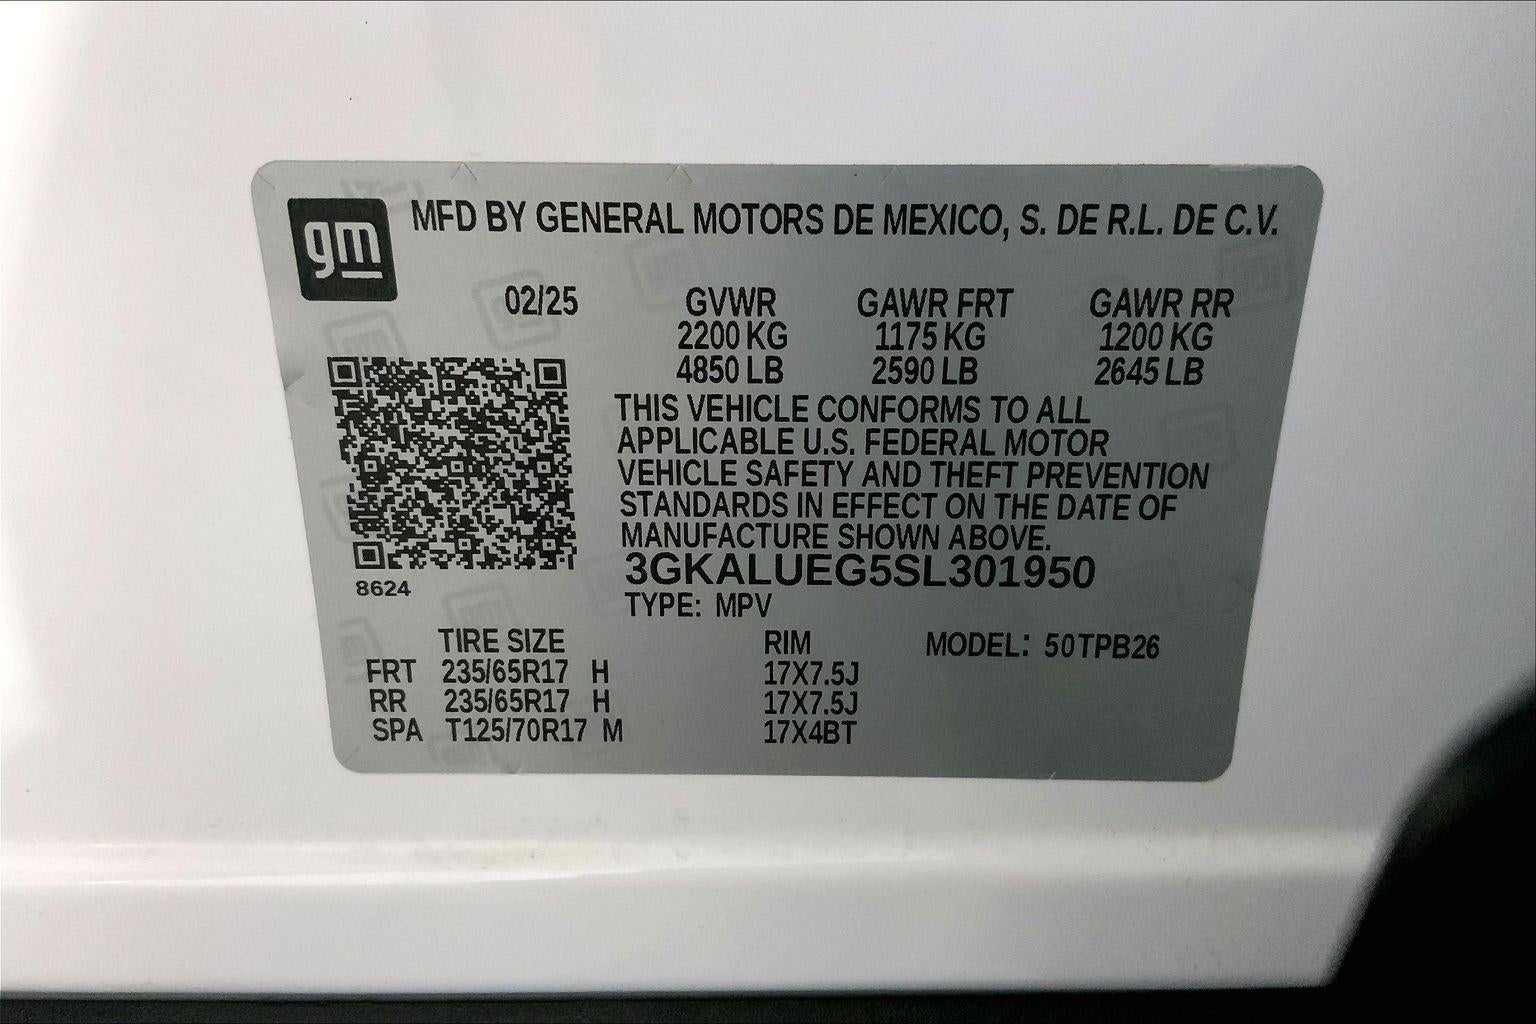 gm MFD BY GENERAL MOTORS DE MEXICO, S. DE R.L. DE C.V.
02/25 GVWR GAWR FRT GAWR RR
2200 KG 1175 KG 1200 KG
4850 LB 2590 LB 2645 LB
THIS VEHICLE CONFORMS TO ALL
APPLICABLE U.S. FEDERAL MOTOR
VEHICLE SAFETY AND THEFT PREVENTION
STANDARDS IN EFFECT ON THE DATE OF
MANUFACTURE SHOWN ABOVE.
3GKALUEG5SL301950
8624
TYPE: MPV
TIRE SIZE RIM MODEL: 50TPB26
FRT 235/65R17 H 17X7.5J
RR 235/65R17 H 17X7.5J
SPA T125/70R17 M 17X4BT